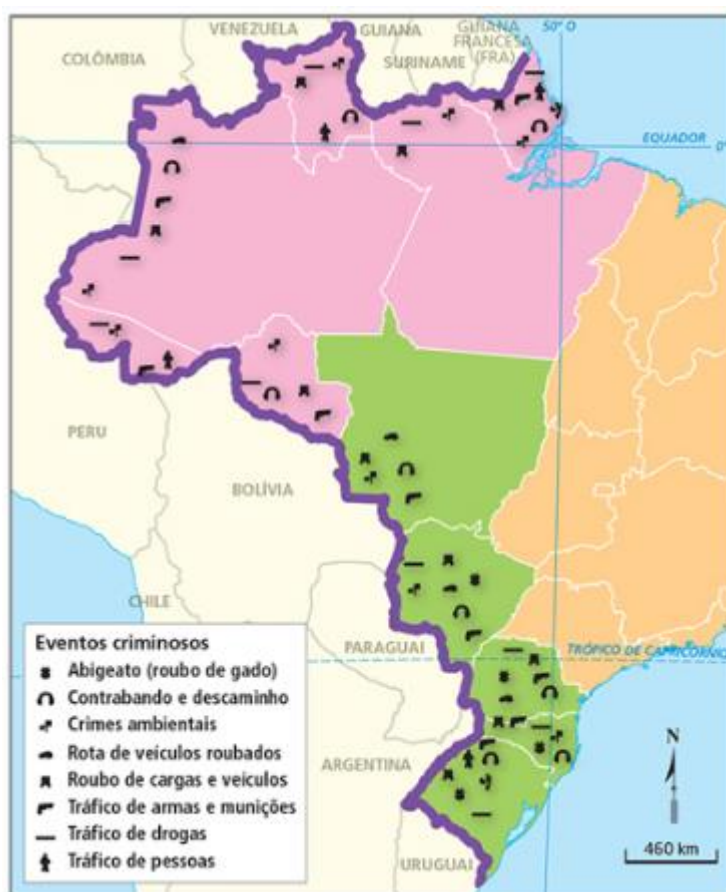 VENEZUELA
GUIANA
GUIANA
FRANCESA
(FRA)
50° O
COLÔMBIA
SURINAME
EQUADOR
0°
PERU
BOLÍVIA
CHILE
PARAGUAI
TRÓPICO DE CAPRICÓRNIO
ARGENTINA
URUGUAI
Eventos criminosos
Abigeato (roubo de gado)
Contrabando e descaminho
Crimes ambientais
Rota de veículos roubados
Roubo de cargas e veículos
Tráfico de armas e munições
Tráfico de drogas
Tráfico de pessoas
N
460 km